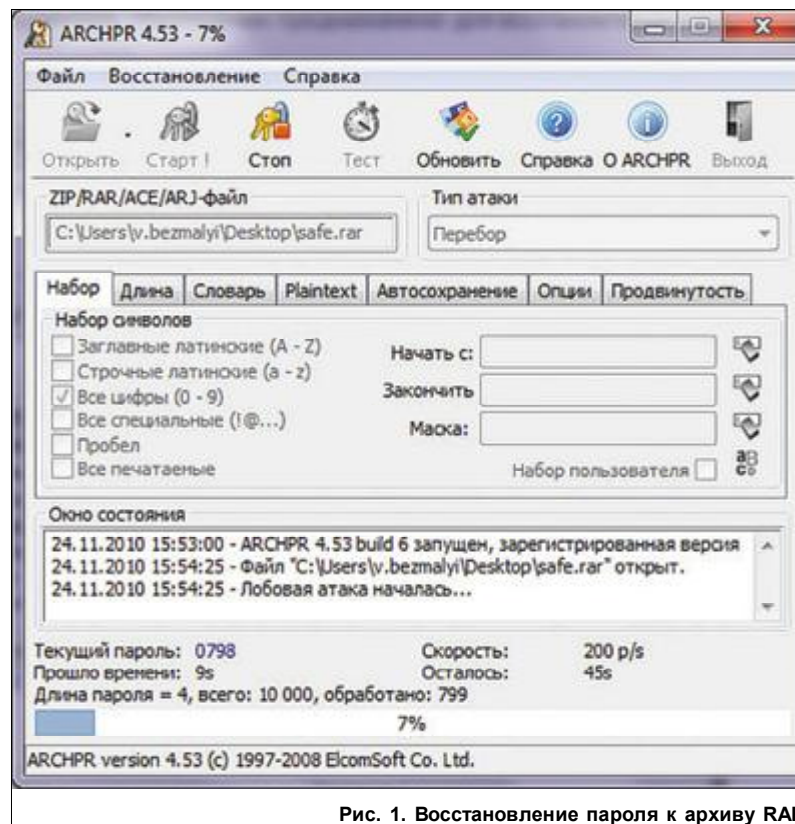 ARCHPR 4.53 - 7%
Файл Восстановление Справка
Открыть Старт! Стоп Тест Обновить Справка О ARCHPR Выход
ZIP/RAR/ACE/ARJ-файл Тип атаки
C:\Users\v.bezmalyi\Desktop\safe.rar Перебор
Набор Длина Словарь Plaintext Автосохранение Опции Продвинутость
Набор символов
Заглавные латинские (A - Z) Начать с:
Строчные латинские (a - z)
Все цифры (0 - 9) Закончить
Все специальные (!@...) Маска:
Пробел
Все печатаемые Набор пользователя
Окно состояния
24.11.2010 15:53:00 - ARCHPR 4.53 build 6 запущен, зарегистрированная версия
24.11.2010 15:54:25 - Файл "C:\Users\v.bezmalyi\Desktop\safe.rar" открыт.
24.11.2010 15:54:25 - Лобовая атака началась...
Текущий пароль: 0798 Скорость: 200 p/s
Прошло времени: 9s Осталось: 45s
Длина пароля = 4, всего: 10 000, обработано: 799
7%
ARCHPR version 4.53 (c) 1997-2008 ElcomSoft Co. Ltd.
Рис. 1. Восстановление пароля к архиву RAR